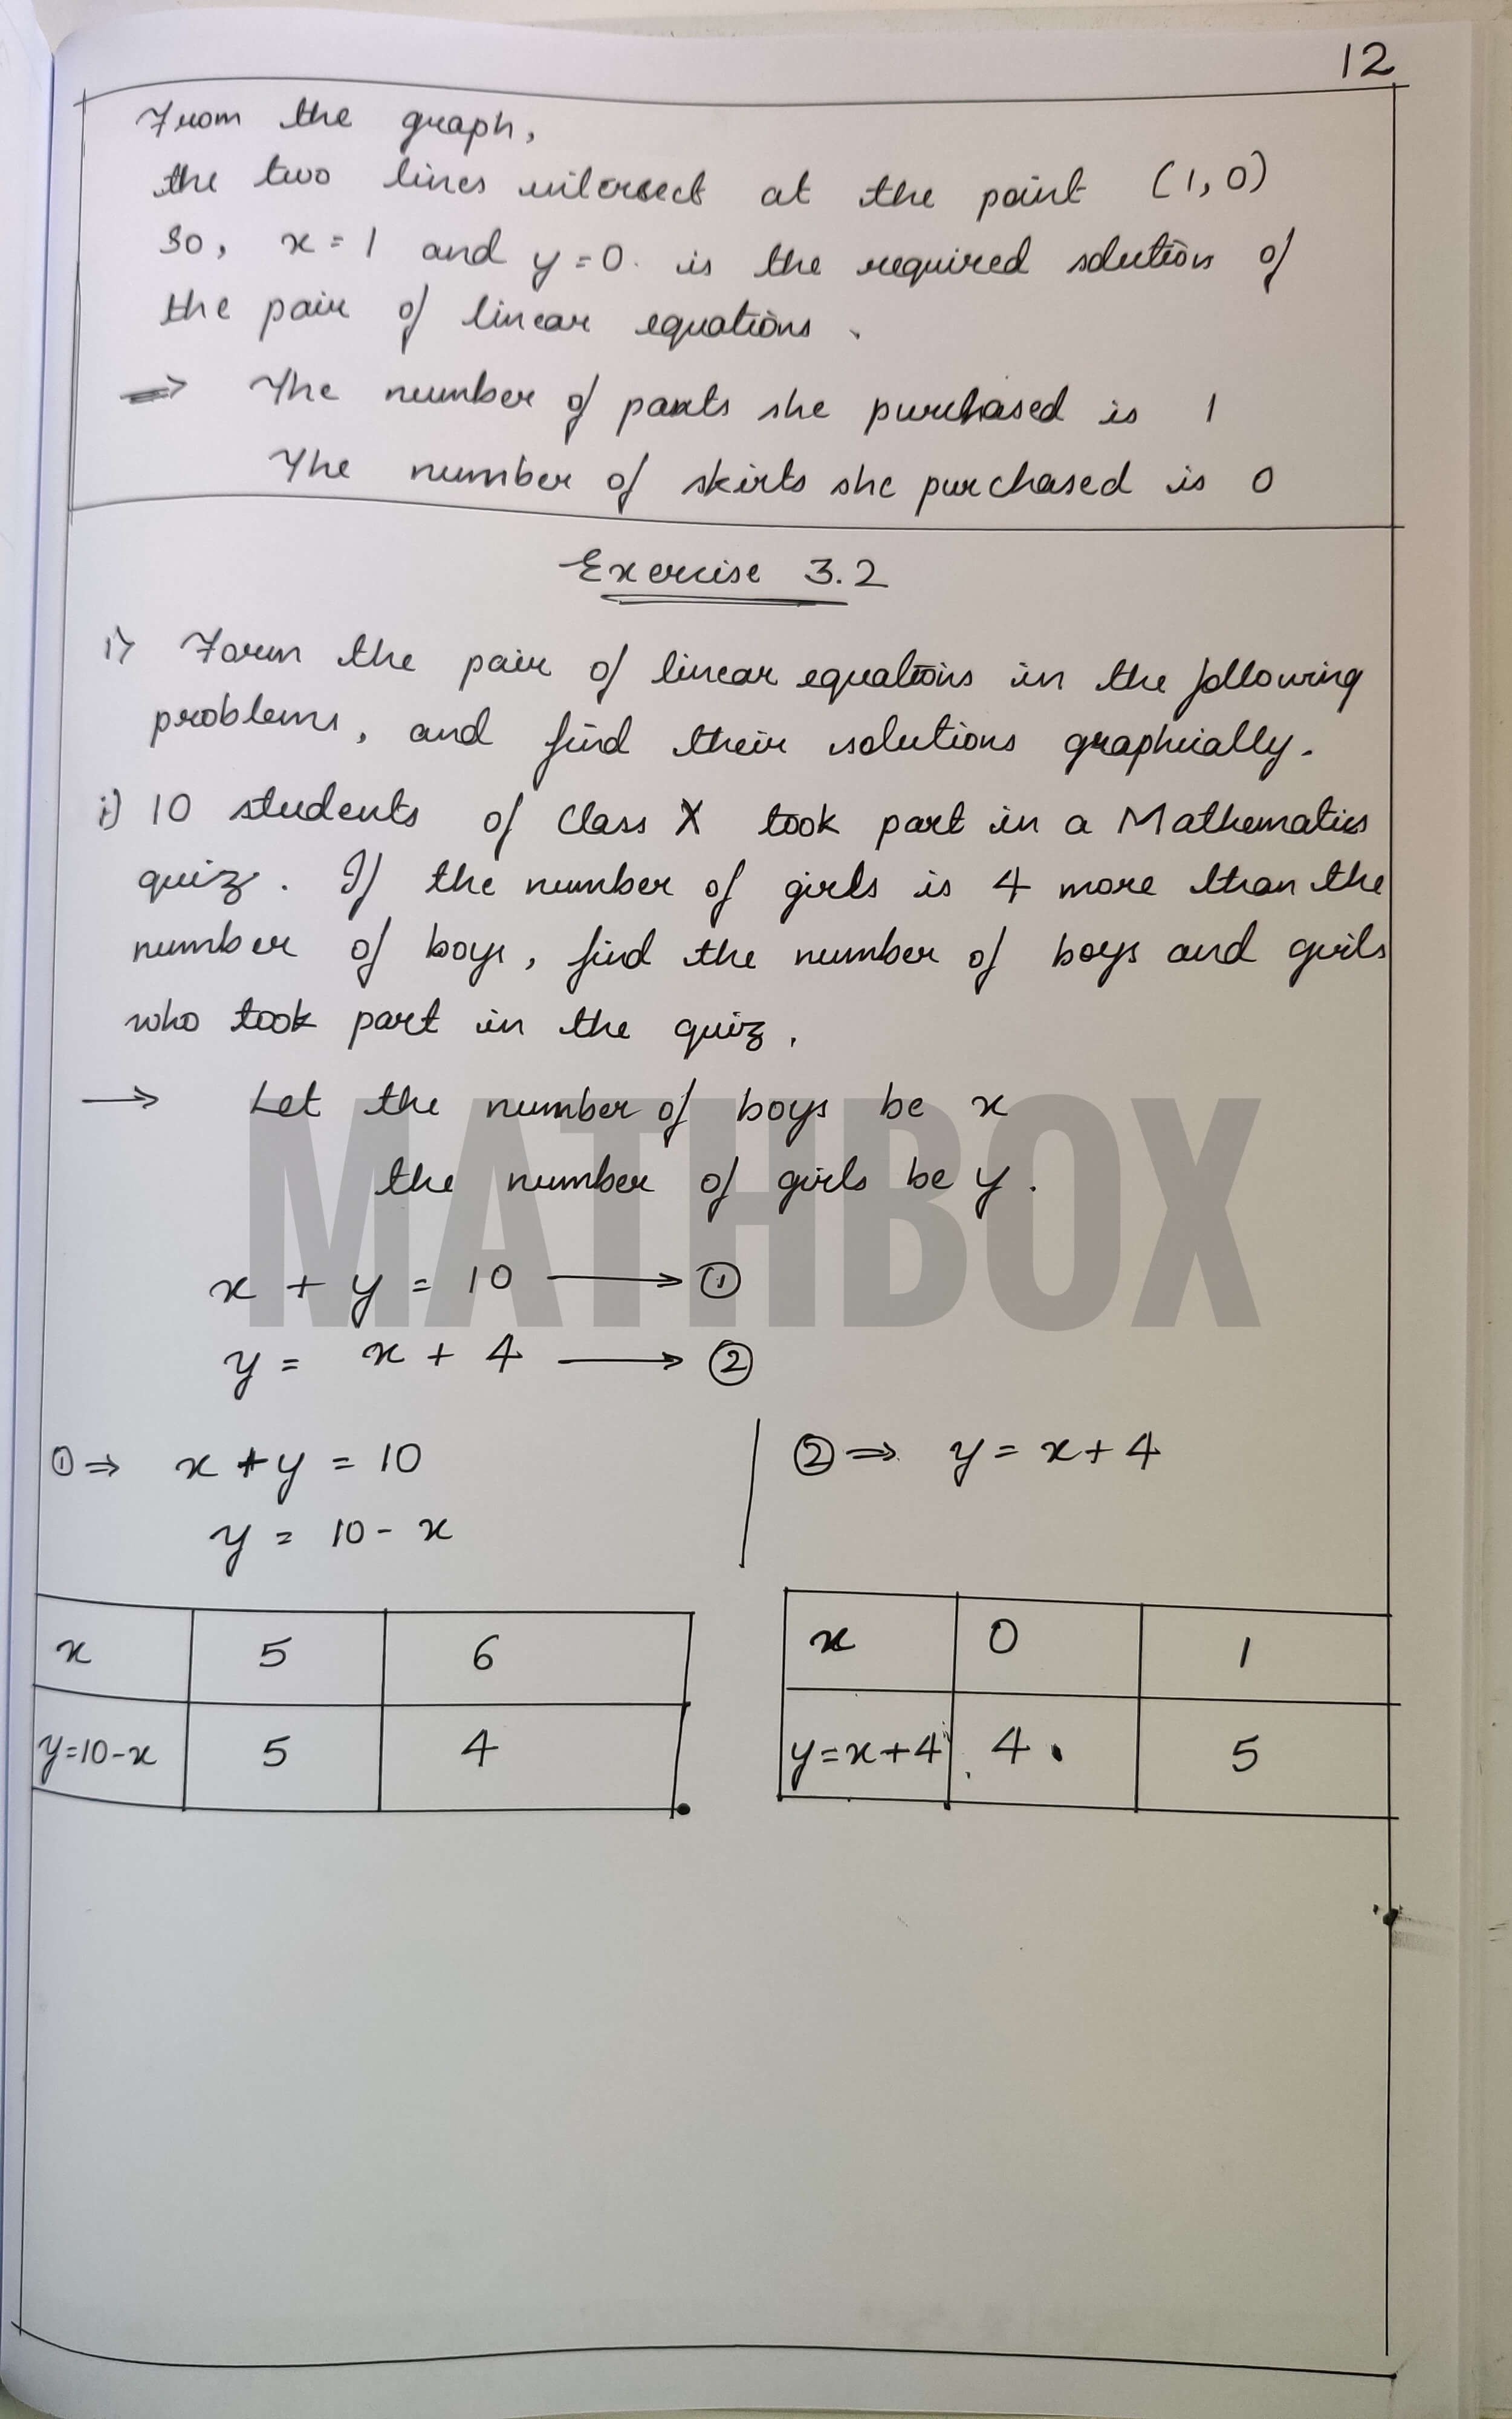 12
From the graph,
the two lines intersect at the point (1,0)
So, x = 1 and y = 0. is the required solution of
the pair of linear equations.
⇒ The number of pants she purchased is 1
The number of skirts she purchased is 0
Exercise 3.2
1) Form the pair of linear equations in the following
problems, and find their solutions graphically.
i) 10 students of Class X took part in a Mathematics
quiz. If the number of girls is 4 more than the
number of boys, find the number of boys and girls
who took part in the quiz.
→ Let the number of boys be x
the number of girls be y.
MATHBOX
x + y = 10 → ①
y = x + 4 → ②
① ⇒ x + y = 10
y = 10 - x
② ⇒ y = x + 4
x 5 6
y=10-x 5 4
x 0 1
y=x+4 4 5